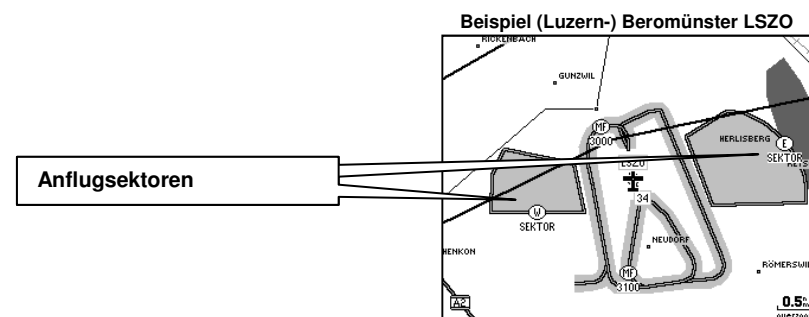 Beispiel (Luzern-) Beromünster LSZO
RICKENBACH
GUNZWIL
MF
3000
HERLISBERG
E
SEKTOR
LSZO
Anflugsektoren
34
W
SEKTOR
NEUDORF
HENKON
RÖMERSWI
MF
3100
A2
0.5